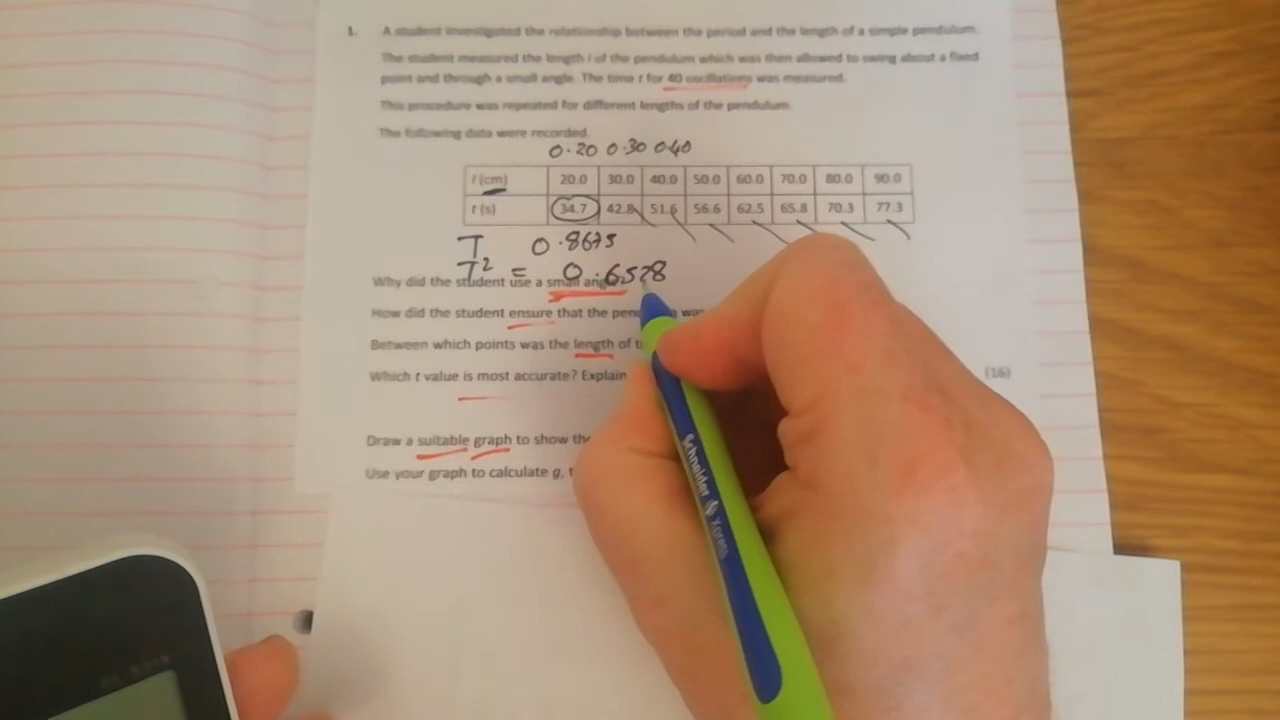 1. A student investigated the relationship between the period and the length of a simple pendulum.
The student measured the length l of the pendulum which was then allowed to swing about a fixed
point and through a small angle. The time t for 40 oscillations was measured.
This procedure was repeated for different lengths of the pendulum.
The following data were recorded.
0.20 0.30 0.40
l (cm) 20.0 30.0 40.0 50.0 60.0 70.0 80.0 90.0
t (s) 34.7 42.8 51.6 56.6 62.5 65.8 70.3 77.3
T 0.8675
T² = 0.6528
Why did the student use a small angle
How did the student ensure that the pen was
Between which points was the length of
Which t value is most accurate? Explain
(16)
Draw a suitable graph to show the
Use your graph to calculate g,
Schneider Xpress